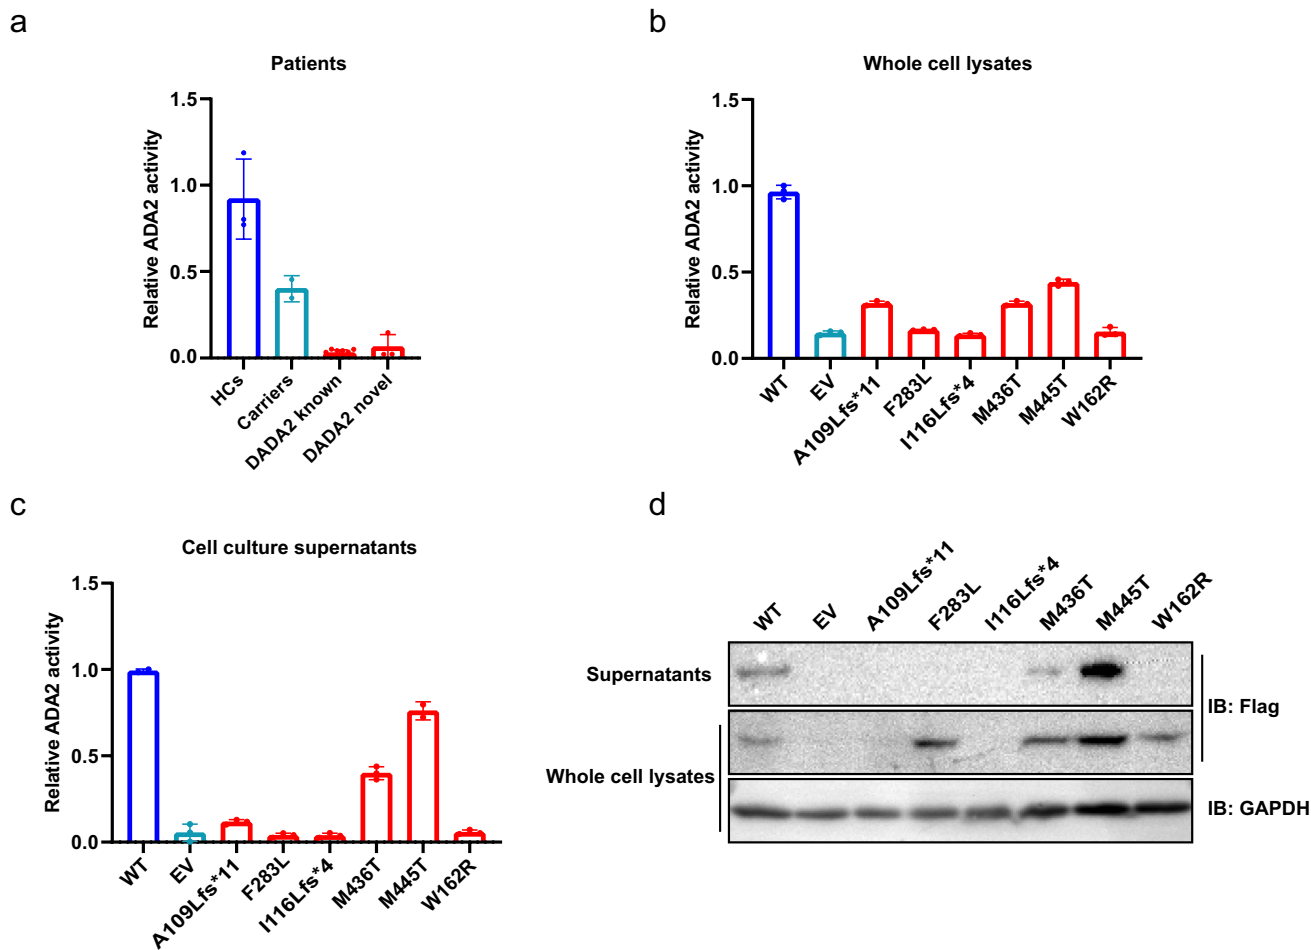 a
Patients
Relative ADA2 activity
1.5
1.0
0.5
0.0
HCs
Carriers
DADA2 known
DADA2 novel
b
Whole cell lysates
Relative ADA2 activity
1.5
1.0
0.5
0.0
WT
EV
A109Lfs*11
F283L
I116Lfs*4
M436T
M445T
W162R
c
Cell culture supernatants
Relative ADA2 activity
1.5
1.0
0.5
0.0
WT
EV
A109Lfs*11
F283L
I116Lfs*4
M436T
M445T
W162R
d
WT
EV
A109Lfs*11
F283L
I116Lfs*4
M436T
M445T
W162R
Supernatants
IB: Flag
Whole cell lysates
IB: GAPDH